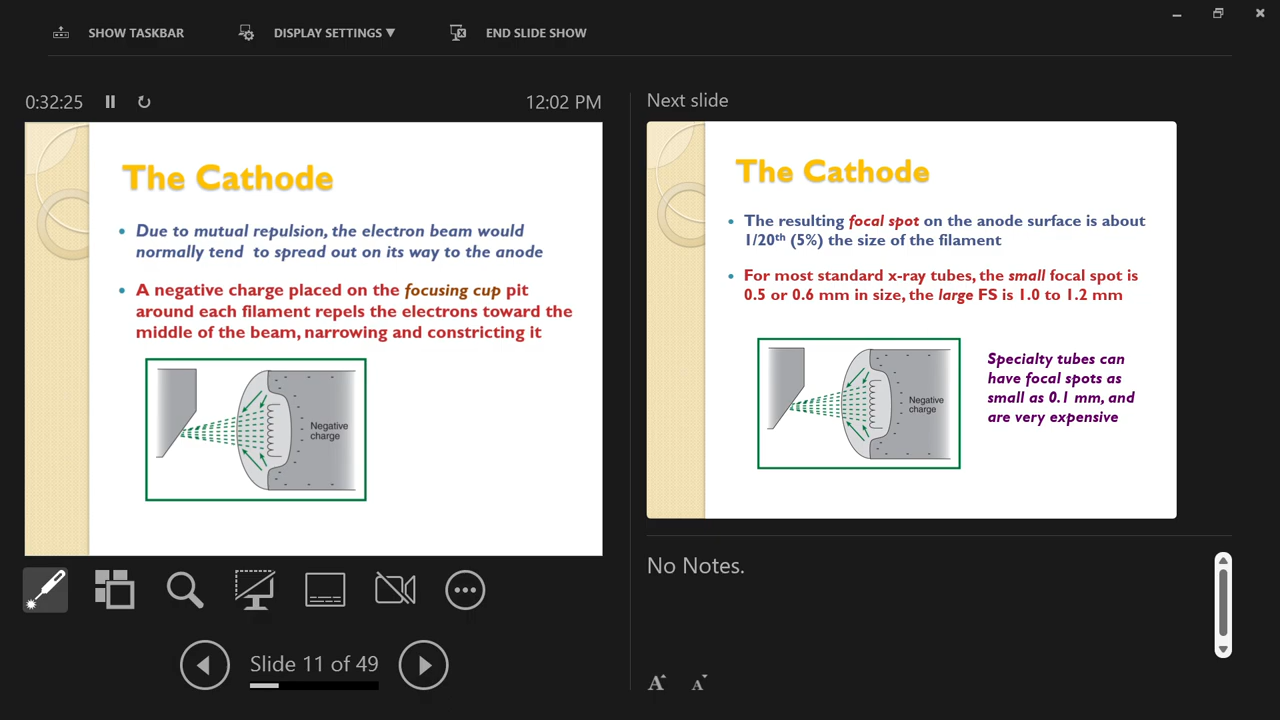 SHOW TASKBAR
DISPLAY SETTINGS ▼
END SLIDE SHOW
0:32:25
12:02 PM
The Cathode
• Due to mutual repulsion, the electron beam would
normally tend to spread out on its way to the anode
• A negative charge placed on the focusing cup pit
around each filament repels the electrons toward the
middle of the beam, narrowing and constricting it
Negative
charge
Slide 11 of 49
Next slide
The Cathode
• The resulting focal spot on the anode surface is about
1/20th (5%) the size of the filament
• For most standard x-ray tubes, the small focal spot is
0.5 or 0.6 mm in size, the large FS is 1.0 to 1.2 mm
Negative
charge
Specialty tubes can
have focal spots as
small as 0.1 mm, and
are very expensive
No Notes.
A A